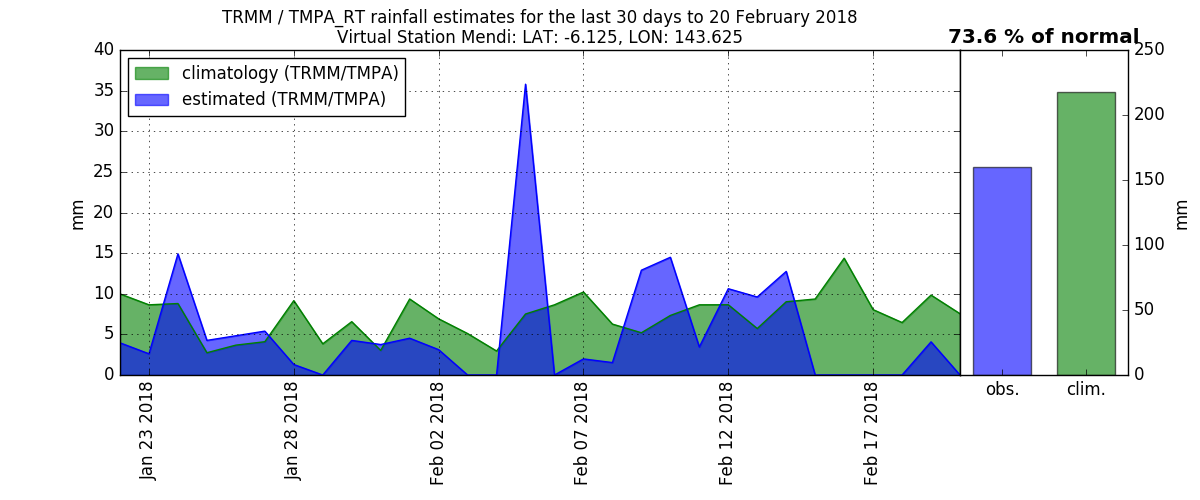 TRMM / TMPA_RT rainfall estimates for the last 30 days to 20 February 2018
Virtual Station Mendi: LAT: -6.125, LON: 143.625
73.6 % of normal
climatology (TRMM/TMPA)
estimated (TRMM/TMPA)
40
35
30
25
20
15
10
5
0
mm
Jan 23 2018
Jan 28 2018
Feb 02 2018
Feb 07 2018
Feb 12 2018
Feb 17 2018
250
200
150
100
50
0
mm
obs.
clim.